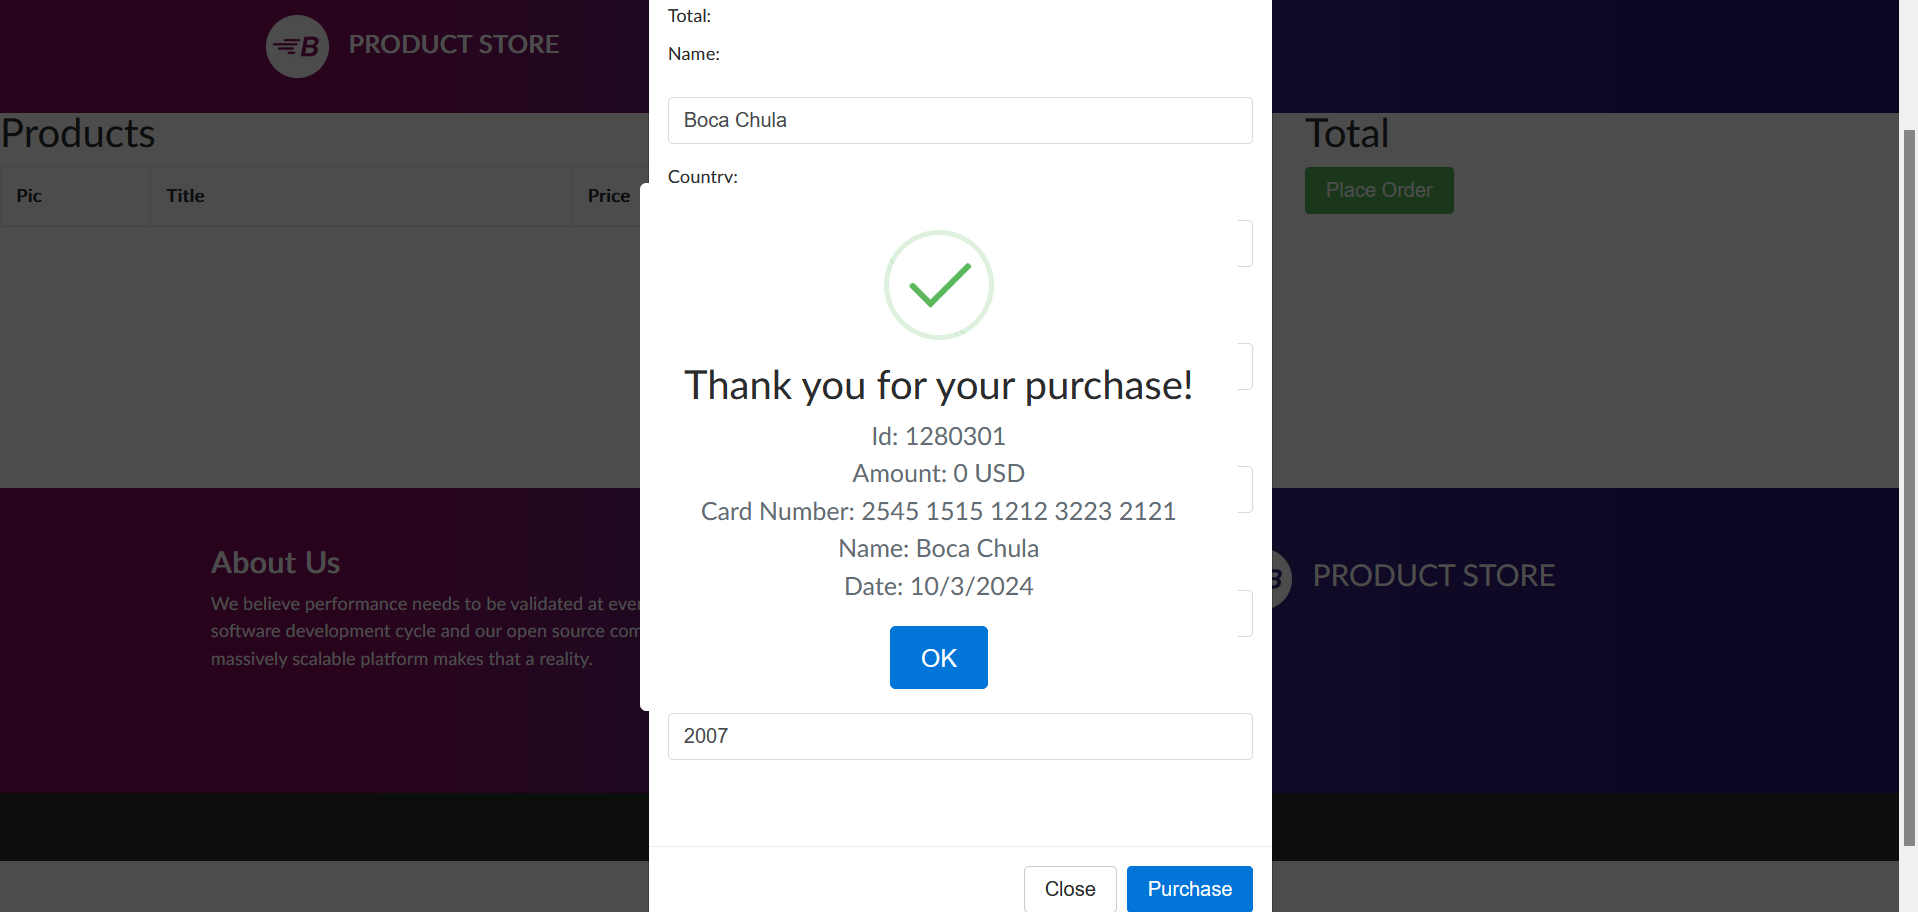 B PRODUCT STORE
Products
Pic Title Price
Total:
Name:
Boca Chula
Country:
Thank you for your purchase!
Id: 1280301
Amount: 0 USD
Card Number: 2545 1515 1212 3223 2121
Name: Boca Chula
Date: 10/3/2024
OK
2007
Close Purchase
Total
Place Order
About Us
We believe performance needs to be validated at ever
software development cycle and our open source com
massively scalable platform makes that a reality.
B PRODUCT STORE